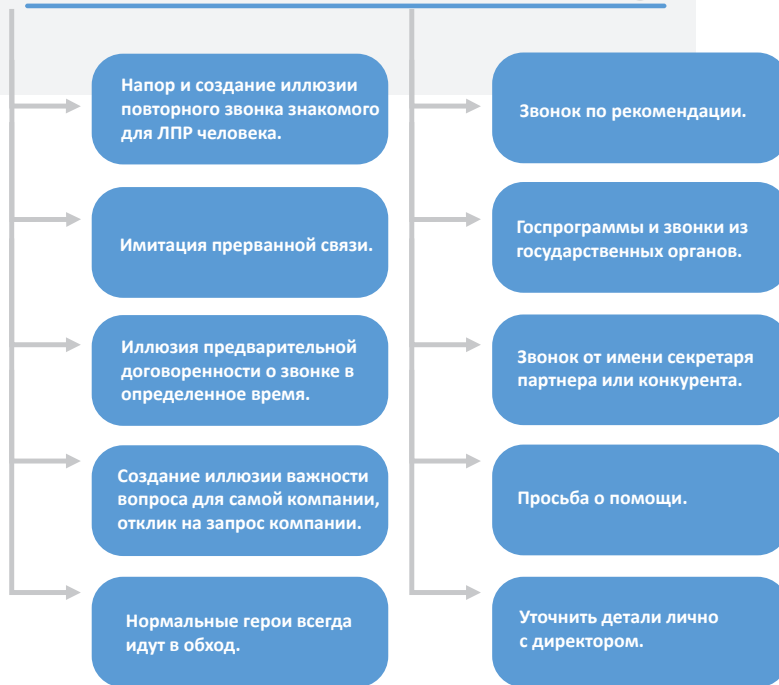 Напор и создание иллюзии
повторного звонка знакомого
для ЛПР человека.
Имитация прерванной связи.
Иллюзия предварительной
договоренности о звонке в
определенное время.
Создание иллюзии важности
вопроса для самой компании,
отклик на запрос компании.
Нормальные герои всегда
идут в обход.
Звонок по рекомендации.
Госпрограммы и звонки из
государственных органов.
Звонок от имени секретаря
партнера или конкурента.
Просьба о помощи.
Уточнить детали лично
с директором.